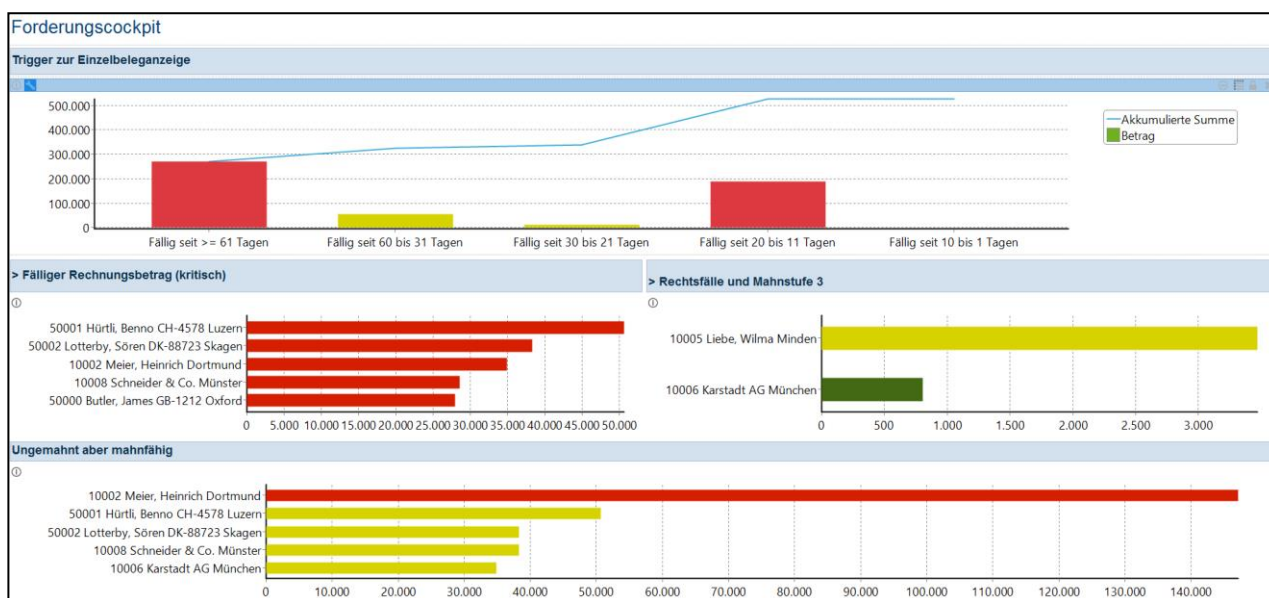 Forderungscockpit
Trigger zur Einzelbeleganzeige
500.000
400.000
300.000
200.000
100.000
0
Fällig seit >= 61 Tagen
Fällig seit 60 bis 31 Tagen
Fällig seit 30 bis 21 Tagen
Fällig seit 20 bis 11 Tagen
Fällig seit 10 bis 1 Tagen
Akkumulierte Summe
Betrag
> Fälliger Rechnungsbetrag (kritisch)
50001 Hürtli, Benno CH-4578 Luzern
50002 Lotterby, Sören DK-88723 Skagen
10002 Meier, Heinrich Dortmund
10008 Schneider & Co. Münster
50000 Butler, James GB-1212 Oxford
0 5.000 10.000 15.000 20.000 25.000 30.000 35.000 40.000 45.000 50.000
> Rechtsfälle und Mahnstufe 3
10005 Liebe, Wilma Minden
10006 Karstadt AG München
0 500 1.000 1.500 2.000 2.500 3.000
Ungemahnt aber mahnfähig
10002 Meier, Heinrich Dortmund
50001 Hürtli, Benno CH-4578 Luzern
50002 Lotterby, Sören DK-88723 Skagen
10008 Schneider & Co. Münster
10006 Karstadt AG München
0 10.000 20.000 30.000 40.000 50.000 60.000 70.000 80.000 90.000 100.000 110.000 120.000 130.000 140.000